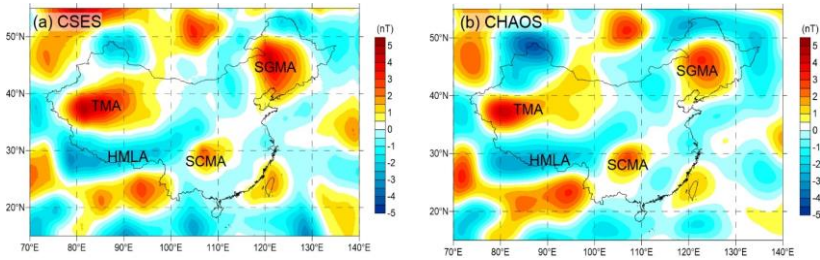 (a) CSES
(nT)
50°N
40°N
30°N
20°N
70°E 80°E 90°E 100°E 110°E 120°E 130°E 140°E
TMA
HMLA
SCMA
SGMA
5
4
3
2
1
0
-1
-2
-3
-4
-5
(b) CHAOS
(nT)
50°N
40°N
30°N
20°N
70°E 80°E 90°E 100°E 110°E 120°E 130°E 140°E
TMA
HMLA
SCMA
SGMA
5
4
3
2
1
0
-1
-2
-3
-4
-5